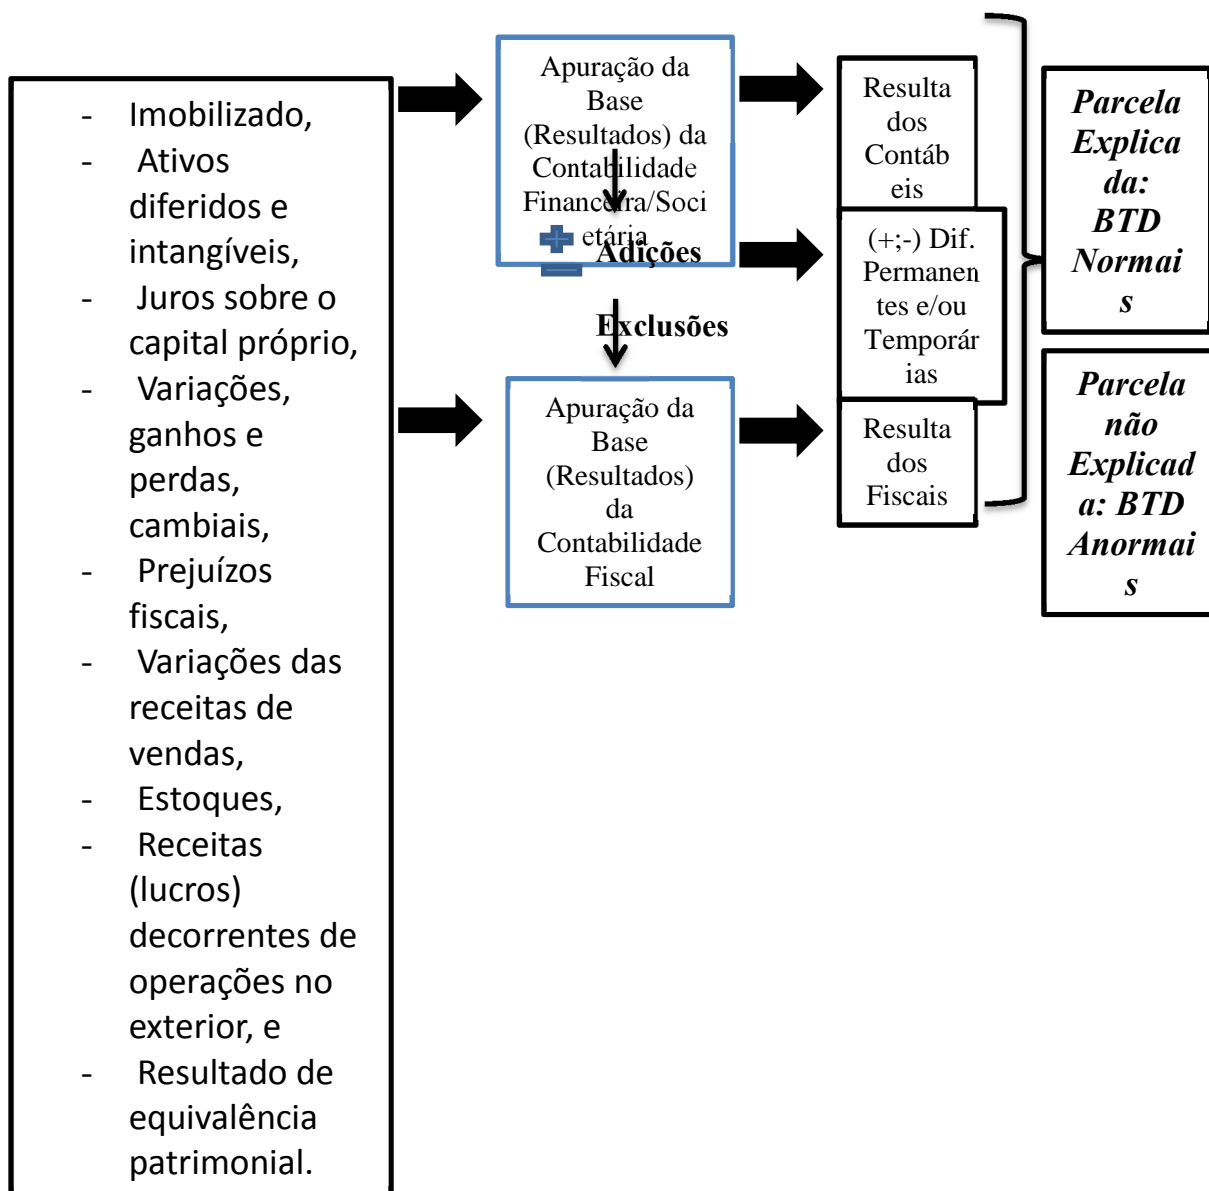 - Imobilizado,
- Ativos
diferidos e
intangíveis,
- Juros sobre o
capital próprio,
- Variações,
ganhos e
perdas,
cambiais,
- Prejuízos
fiscais,
- Variações das
receitas de
vendas,
- Estoques,
- Receitas
(lucros)
decorrentes de
operações no
exterior, e
- Resultado de
equivalência
patrimonial.
Apuração da
Base
(Resultados) da
Contabilidade
Financeira/Soci
etária
Adições
Exclusões
Apuração da
Base
(Resultados)
da
Contabilidade
Fiscal
Resulta
dos
Contáb
eis
(+;-) Dif.
Permanen
tes e/ou
Temporár
ias
Resulta
dos
Fiscais
Parcela
Explica
da:
BTD
Normai
s
Parcela
não
Explicad
a: BTD
Anormai
s